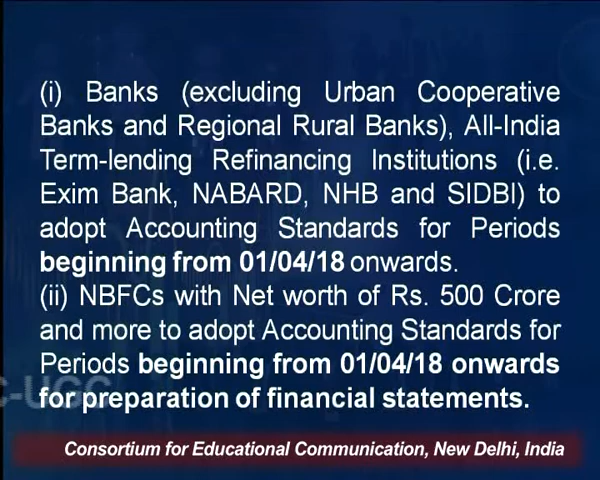 (i) Banks (excluding Urban Cooperative
Banks and Regional Rural Banks), All-India
Term-lending Refinancing Institutions (i.e.
Exim Bank, NABARD, NHB and SIDBI) to
adopt Accounting Standards for Periods
beginning from 01/04/18 onwards.
(ii) NBFCs with Net worth of Rs. 500 Crore
and more to adopt Accounting Standards for
Periods beginning from 01/04/18 onwards
for preparation of financial statements.
C-UGC
Consortium for Educational Communication, New Delhi, India